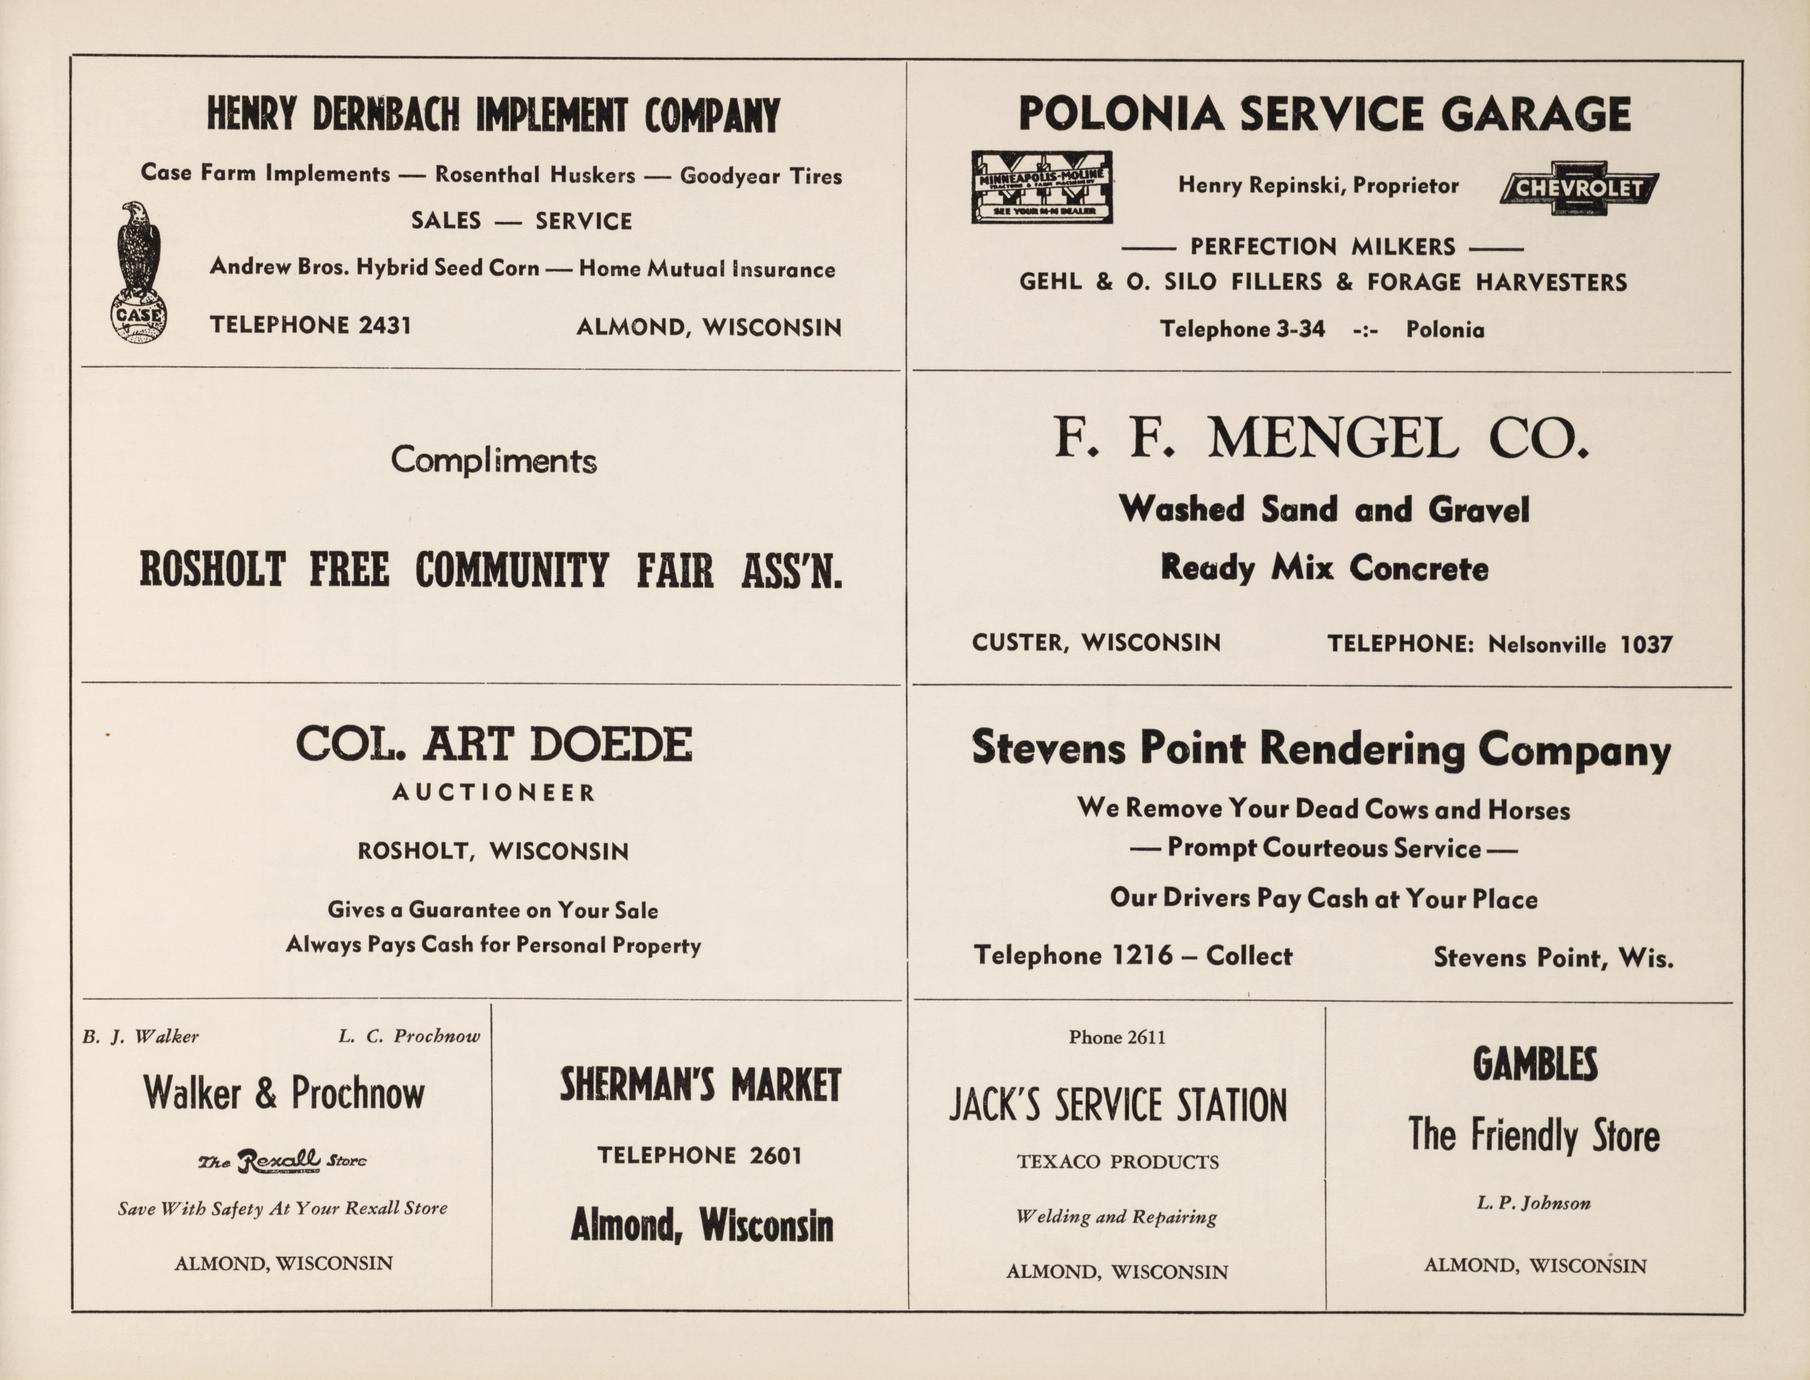 HENRY DERNBACH IMPLEMENT COMPANY
Case Farm Implements — Rosenthal Huskers — Goodyear Tires
SALES — SERVICE
Andrew Bros. Hybrid Seed Corn — Home Mutual Insurance
CASE
TELEPHONE 2431 ALMOND, WISCONSIN
POLONIA SERVICE GARAGE
MINNEAPOLIS-MOLINE
TRACTORS & FARM MACHINERY
SEE YOUR M-M DEALER
Henry Repinski, Proprietor
CHEVROLET
— PERFECTION MILKERS —
GEHL & O. SILO FILLERS & FORAGE HARVESTERS
Telephone 3-34 -:- Polonia
Compliments
ROSHOLT FREE COMMUNITY FAIR ASS'N.
F. F. MENGEL CO.
Washed Sand and Gravel
Ready Mix Concrete
CUSTER, WISCONSIN TELEPHONE: Nelsonville 1037
COL. ART DOEDE
AUCTIONEER
ROSHOLT, WISCONSIN
Gives a Guarantee on Your Sale
Always Pays Cash for Personal Property
Stevens Point Rendering Company
We Remove Your Dead Cows and Horses
— Prompt Courteous Service —
Our Drivers Pay Cash at Your Place
Telephone 1216 – Collect Stevens Point, Wis.
B. J. Walker L. C. Prochnow
Walker & Prochnow
The Rexall Store
Save With Safety At Your Rexall Store
ALMOND, WISCONSIN
SHERMAN'S MARKET
TELEPHONE 2601
Almond, Wisconsin
Phone 2611
JACK'S SERVICE STATION
TEXACO PRODUCTS
Welding and Repairing
ALMOND, WISCONSIN
GAMBLES
The Friendly Store
L. P. Johnson
ALMOND, WISCONSIN